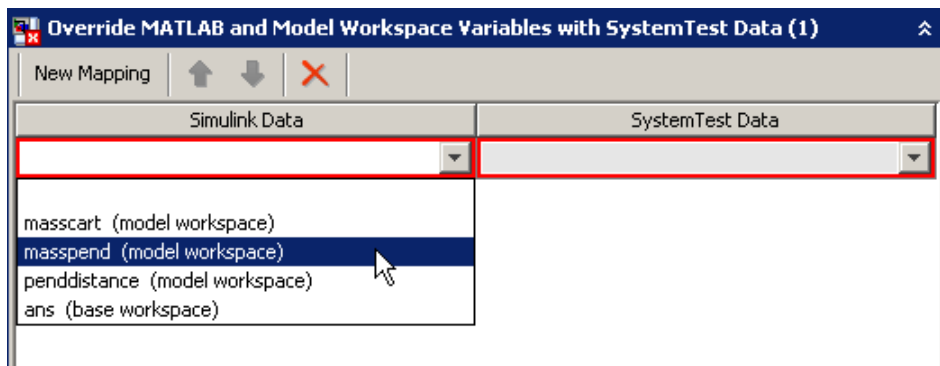 Override MATLAB and Model Workspace Variables with SystemTest Data (1)
New Mapping
Simulink Data SystemTest Data
masscart (model workspace)
masspend (model workspace)
penddistance (model workspace)
ans (base workspace)